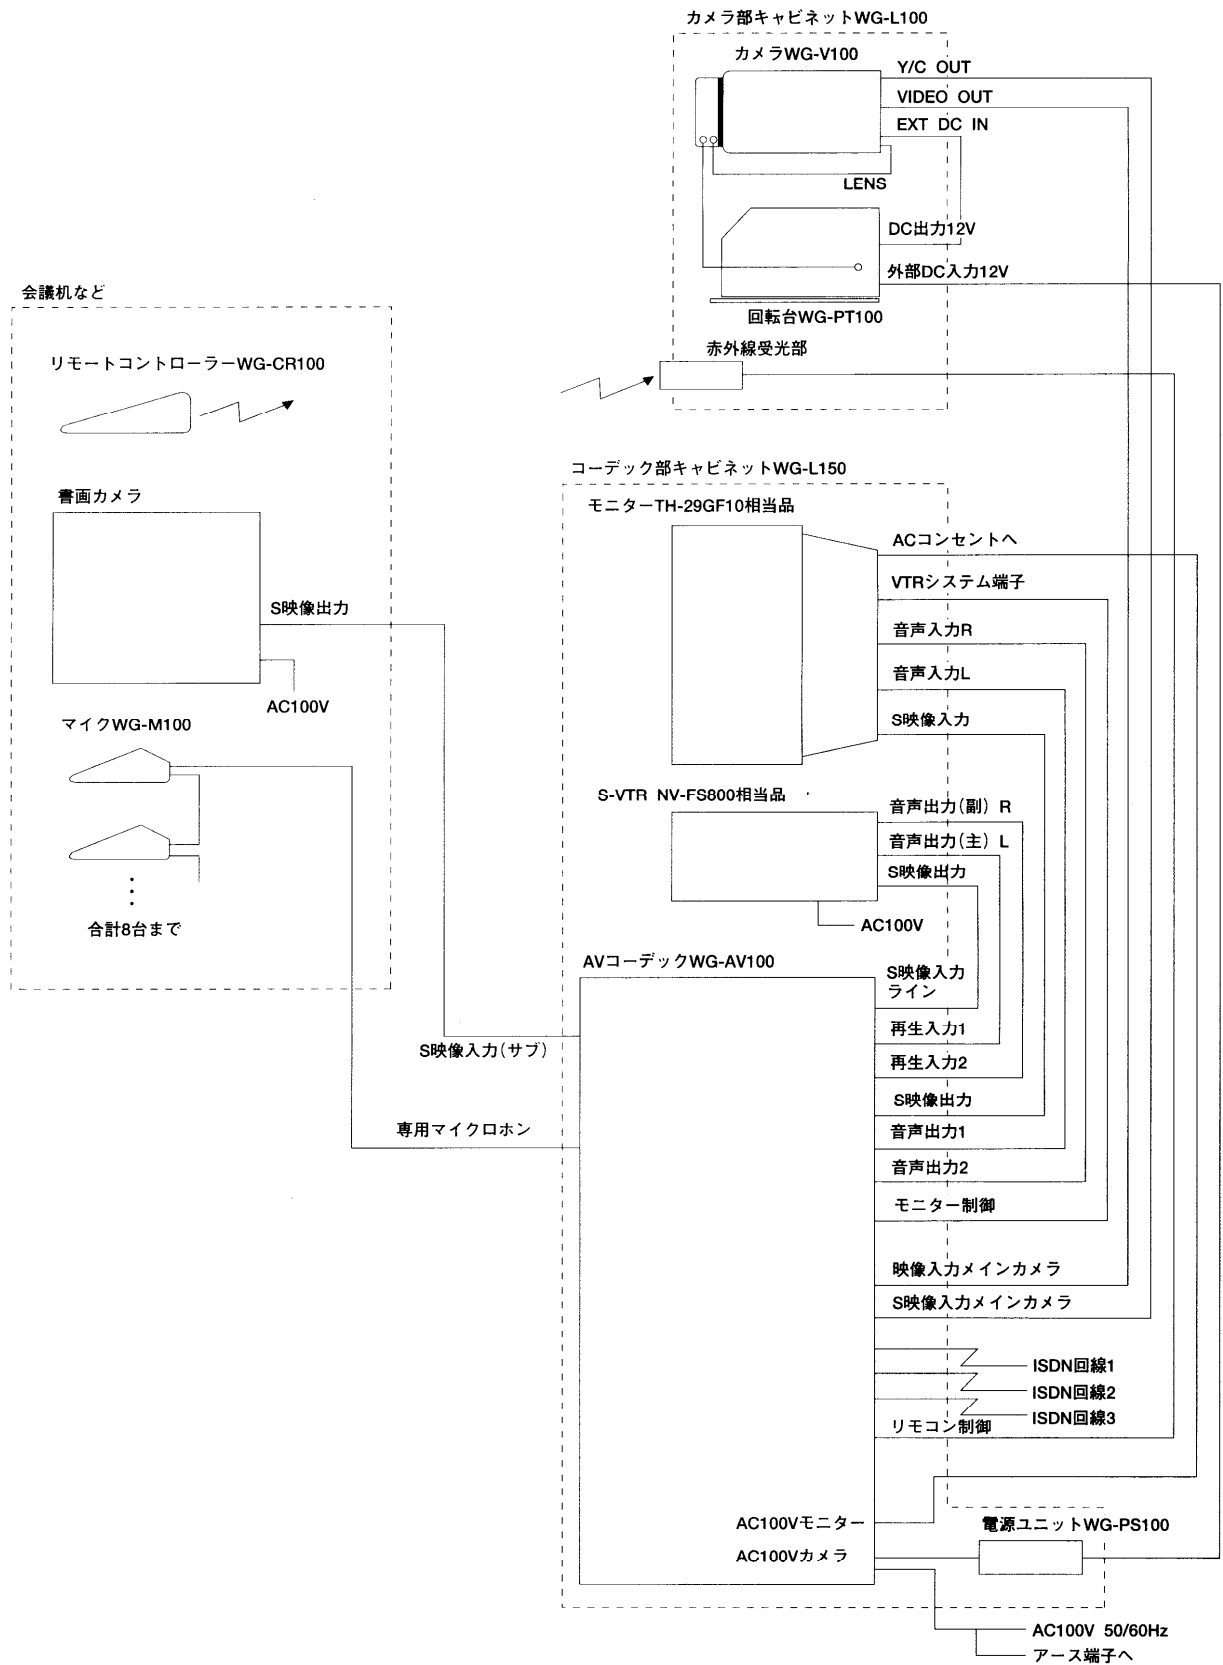 カメラ部キャビネットWG-L100
カメラWG-V100
Y/C OUT
VIDEO OUT
EXT DC IN
LENS
DC出力12V
外部DC入力12V
回転台WG-PT100
赤外線受光部
会議机など
リモートコントローラーWG-CR100
書画カメラ
S映像出力
AC100V
マイクWG-M100
合計8台まで
コーデック部キャビネットWG-L150
モニターTH-29GF10相当品
ACコンセントへ
VTRシステム端子
音声入力R
音声入力L
S映像入力
S-VTR NV-FS800相当品
音声出力(副) R
音声出力(主) L
S映像出力
AC100V
AVコーデックWG-AV100
S映像入力
ライン
再生入力1
再生入力2
S映像出力
音声出力1
音声出力2
モニター制御
S映像入力(サブ)
専用マイクロホン
映像入力メインカメラ
S映像入力メインカメラ
ISDN回線1
ISDN回線2
ISDN回線3
リモコン制御
AC100Vモニター
電源ユニットWG-PS100
AC100Vカメラ
AC100V 50/60Hz
アース端子へ